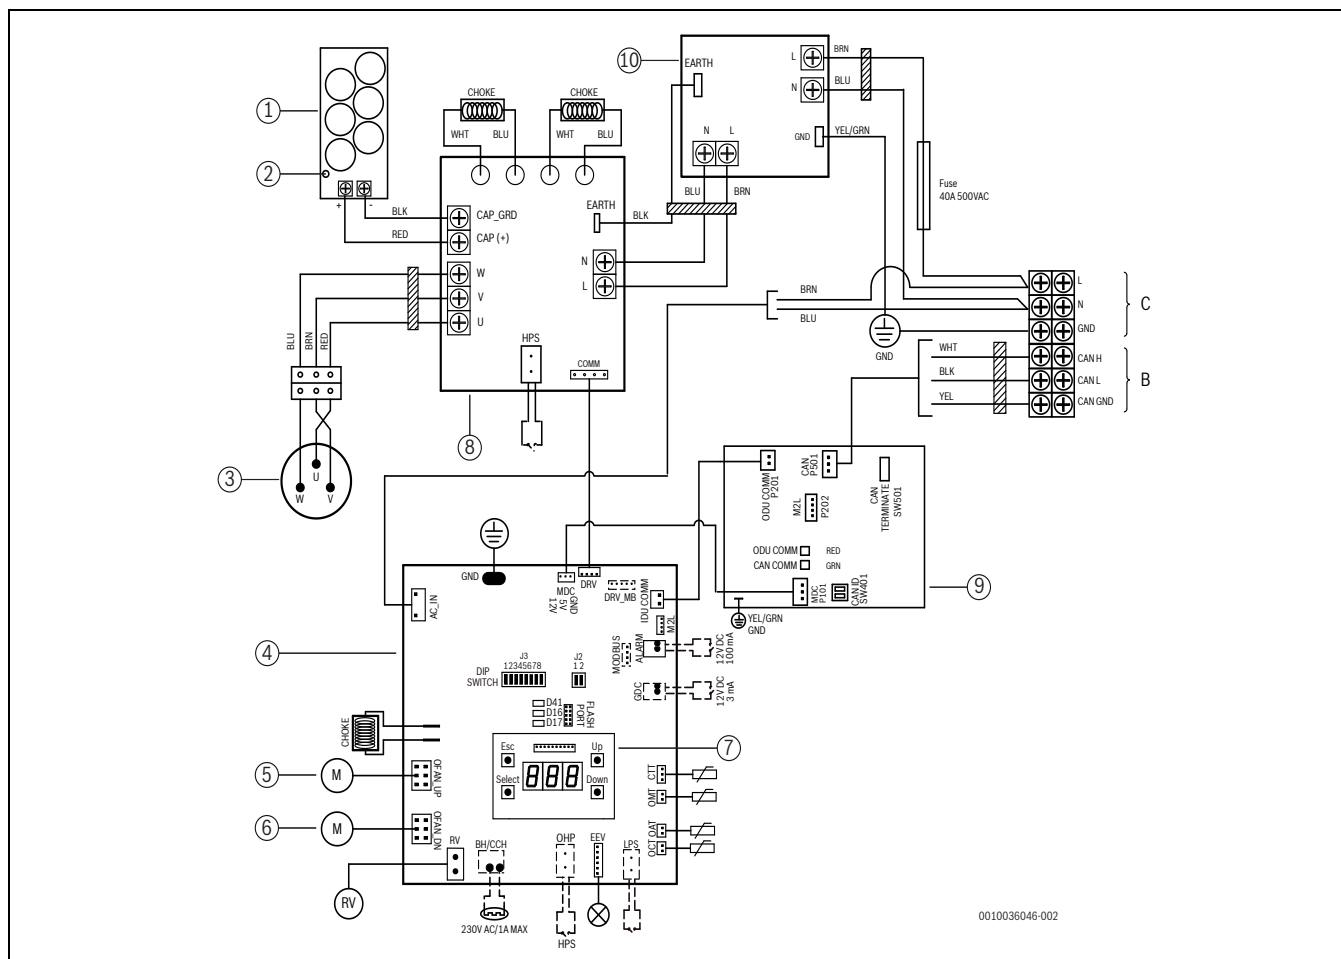 10
L
BRN
EARTH
N
BLU
CHOKE
CHOKE
1
WHT
BLU
WHT
BLU
GND
YEL/GRN
N
L
2
Fuse
40A 500VAC
+
-
BLU
BRN
BLK
CAP_GRD
EARTH
BLK
RED
CAP (+)
N
W
L
L
V
BRN
C
N
U
BLU
GND
BLU
BRN
RED
HPS
WHT
GND
CAN H
COMM
BLK
CAN L
B
YEL
CAN GND
8
3
U
W
V
ODU COMM
P201
CAN
P501
CAN
TERMINATE
SW501
M2L
P202
ODU COMM
RED
CAN COMM
GRN
GND
MDC
GND
5V
12V
DRV
DRV_MB
IDU COMM
MDC
P101
CAN ID
SW401
9
AC_IN
YEL/GRN
GND
M2L
4
MODBUS
ALARM
12V DC
100 mA
J3
12345678
J2
1 2
DIP
SWITCH
GDC
12V DC
3 mA
D41
D16
D17
FLASH
PORT
CHOKE
Esc
Up
7
5
M
OFAN UP
Select
888
Down
CTT
OMT
6
M
OFAN DN
RV
BH/CCH
OHP
EEV
LPS
OAT
OCT
RV
230V AC/1A MAX
HPS
0010036046-002